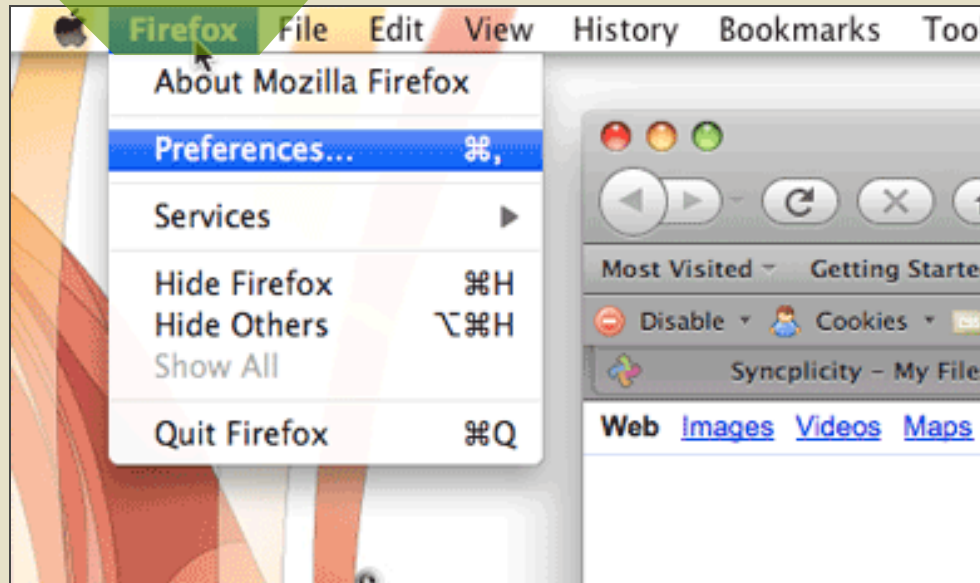 Firefox File Edit View History Bookmarks Too
About Mozilla Firefox
Preferences... ⌘,
Services
Hide Firefox ⌘H
Hide Others ⌥⌘H
Show All
Quit Firefox ⌘Q
Most Visited Getting Starte
Disable Cookies
Syncplicity – My File
Web Images Videos Maps